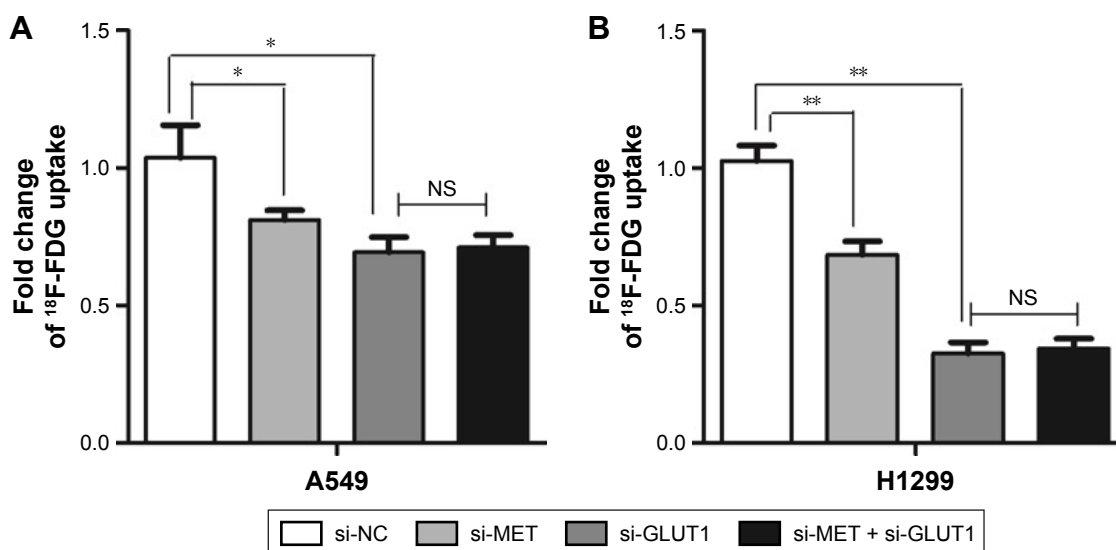 A
Fold change
of ¹⁸F-FDG uptake
1.5
1.0
0.5
0.0
*
*
NS
A549
B
Fold change
of ¹⁸F-FDG uptake
1.5
1.0
0.5
0.0
**
**
NS
H1299
si-NC si-MET si-GLUT1 si-MET + si-GLUT1